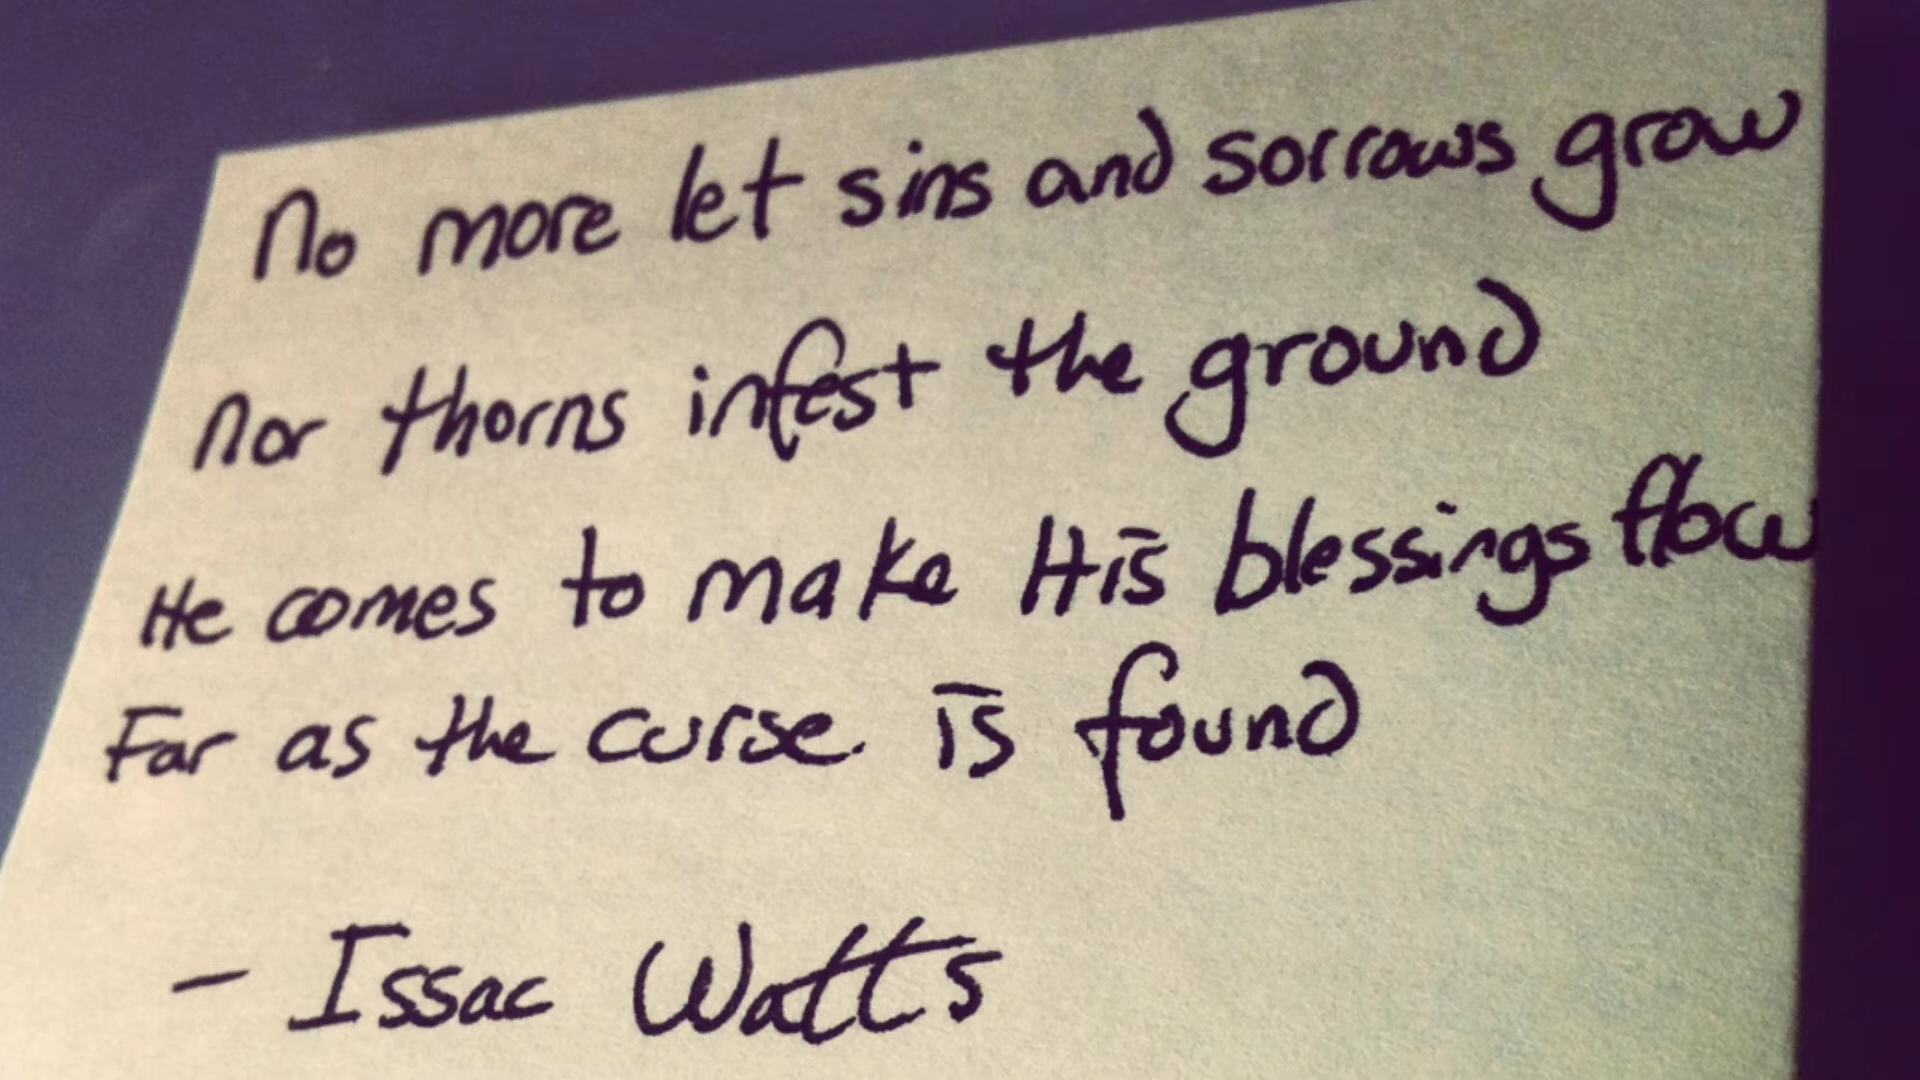 No more let sins and sorrows grow
nor thorns infest the ground
He comes to make His blessings flow
Far as the curse is found
- Issac Watts